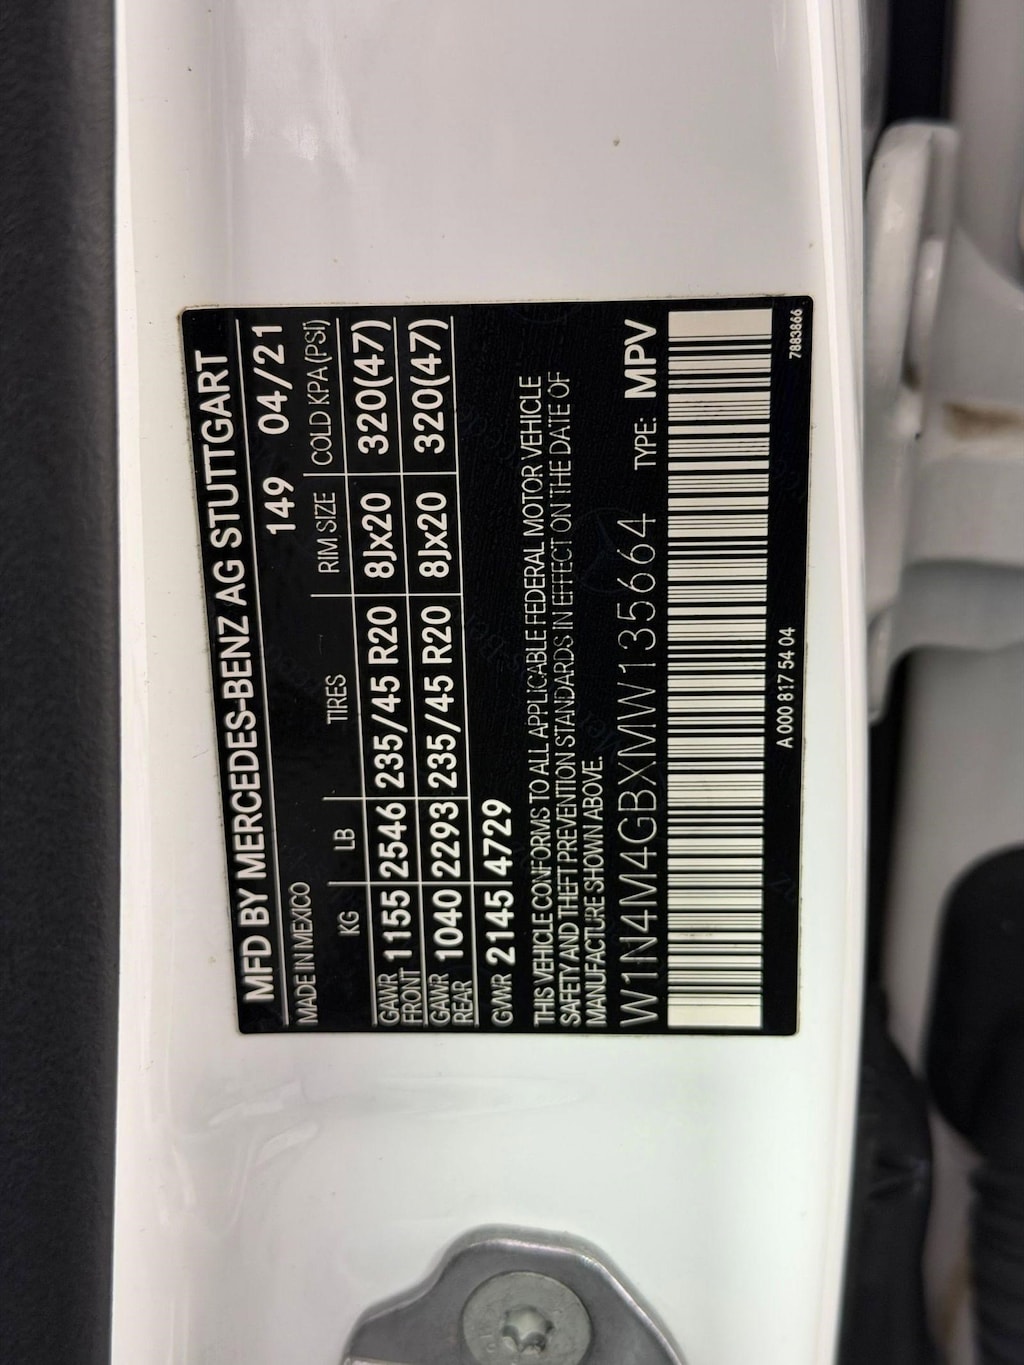 MFD BY MERCEDES-BENZ AG STUTTGART
MADE IN MEXICO 149 04/21
KG LB TIRES RIM SIZE COLD KPA(PSI)
GAWR FRONT 1155 2546 235/45 R20 8Jx20 320(47)
GAWR REAR 1040 2293 235/45 R20 8Jx20 320(47)
GVWR 2145 4729
THIS VEHICLE CONFORMS TO ALL APPLICABLE FEDERAL MOTOR VEHICLE
SAFETY AND THEFT PREVENTION STANDARDS IN EFFECT ON THE DATE OF
MANUFACTURE SHOWN ABOVE.
W1N4M4GBXMW135664 TYPE: MPV
A 000 817 54 04 7883866